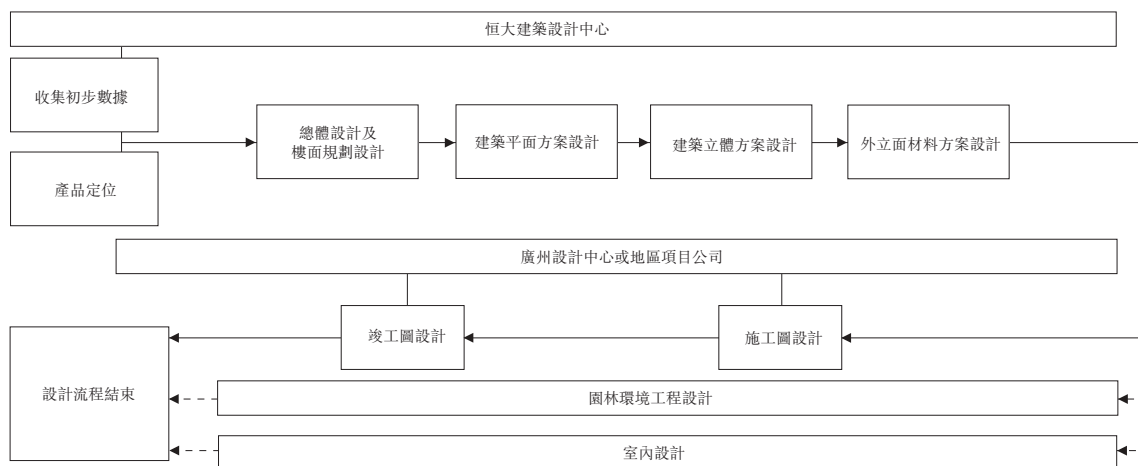 恒大建築設計中心
收集初步數據
總體設計及
樓面規劃設計
建築平面方案設計
建築立體方案設計
外立面材料方案設計
產品定位
廣州設計中心或地區項目公司
竣工圖設計
施工圖設計
設計流程結束
園林環境工程設計
室內設計